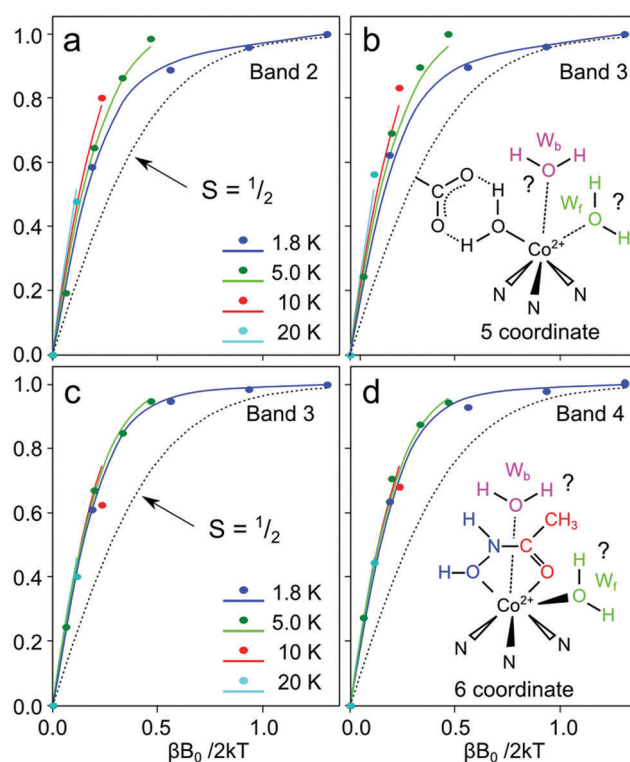 a
Band 2
S = 1/2
1.8 K
5.0 K
10 K
20 K
1.0
0.8
0.6
0.4
0.2
0.0
b
Band 3
W_b
H H
O
?
W_f
H
?
O
H
C
O
O
H
H
O
Co²⁺
N
N
N
5 coordinate
c
Band 3
S = 1/2
1.8 K
5.0 K
10 K
20 K
1.0
0.8
0.6
0.4
0.2
0.0
0.0 0.5 1.0
βB₀ /2kT
d
Band 4
W_b
H H
O
?
H
CH₃
N
C
H
O
O
?
H
W_f
O
H
Co²⁺
N
N
N
6 coordinate
0.0 0.5 1.0
βB₀ /2kT